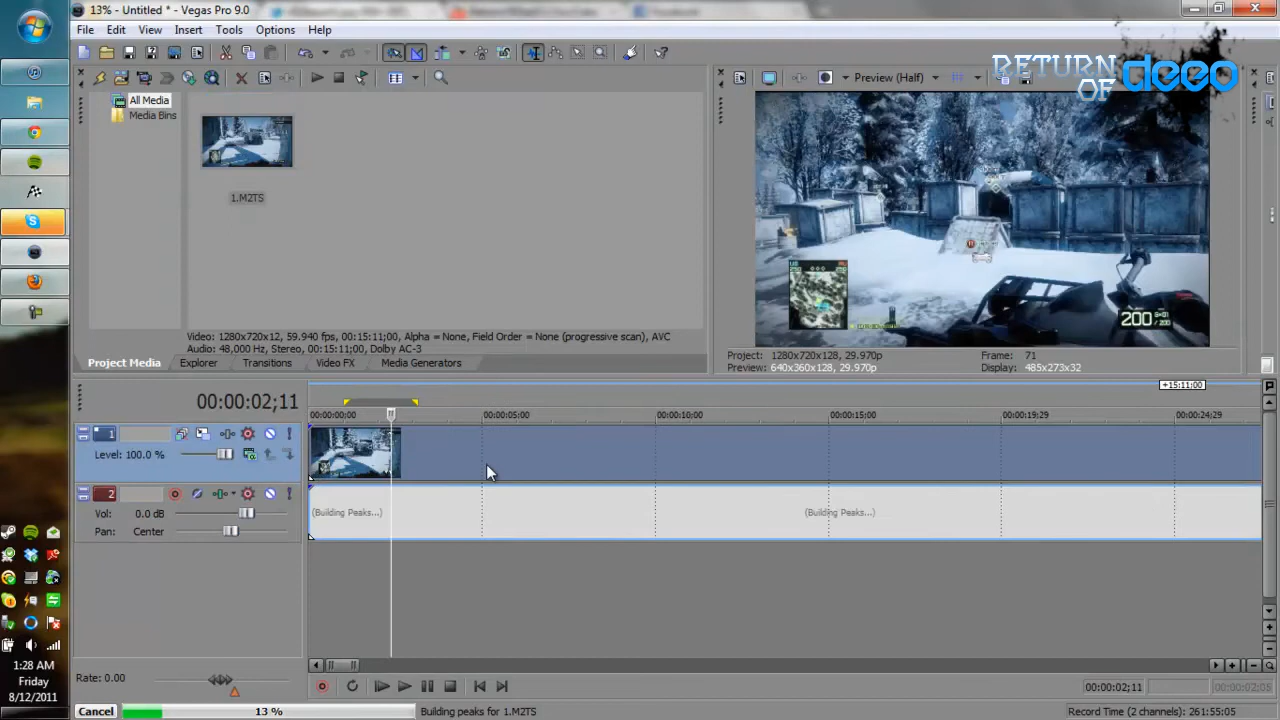 13% - Untitled * - Vegas Pro 9.0
File Edit View Insert Tools Options Help
RETURN OF deeo
Preview (Half)
All Media
Media Bins
1.M2TS
200
/200
Video: 1280x720x12, 59.940 fps, 00:15:11;00, Alpha = None, Field Order = None (progressive scan), AVC
Audio: 48,000 Hz, Stereo, 00:15:11;00, Dolby AC-3
Project: 1280x720x128, 29.970p
Frame: 71
Preview: 640x360x128, 29.970p
Display: 485x273x32
Project Media Explorer Transitions Video FX Media Generators
+15:11;00
00:00:02;11
00:00:00;00 00:00:05;00 00:00:10;00 00:00:15;00 00:00:19;29 00:00:24;29
1
Level: 100.0 %
2
Vol: 0.0 dB
Pan: Center
(Building Peaks...) (Building Peaks...)
Rate: 0.00
00:00:02;11
00:00:02;05
1:28 AM
Friday
8/12/2011
Cancel 13 % Building peaks for 1.M2TS
Record Time (2 channels): 261:55:05